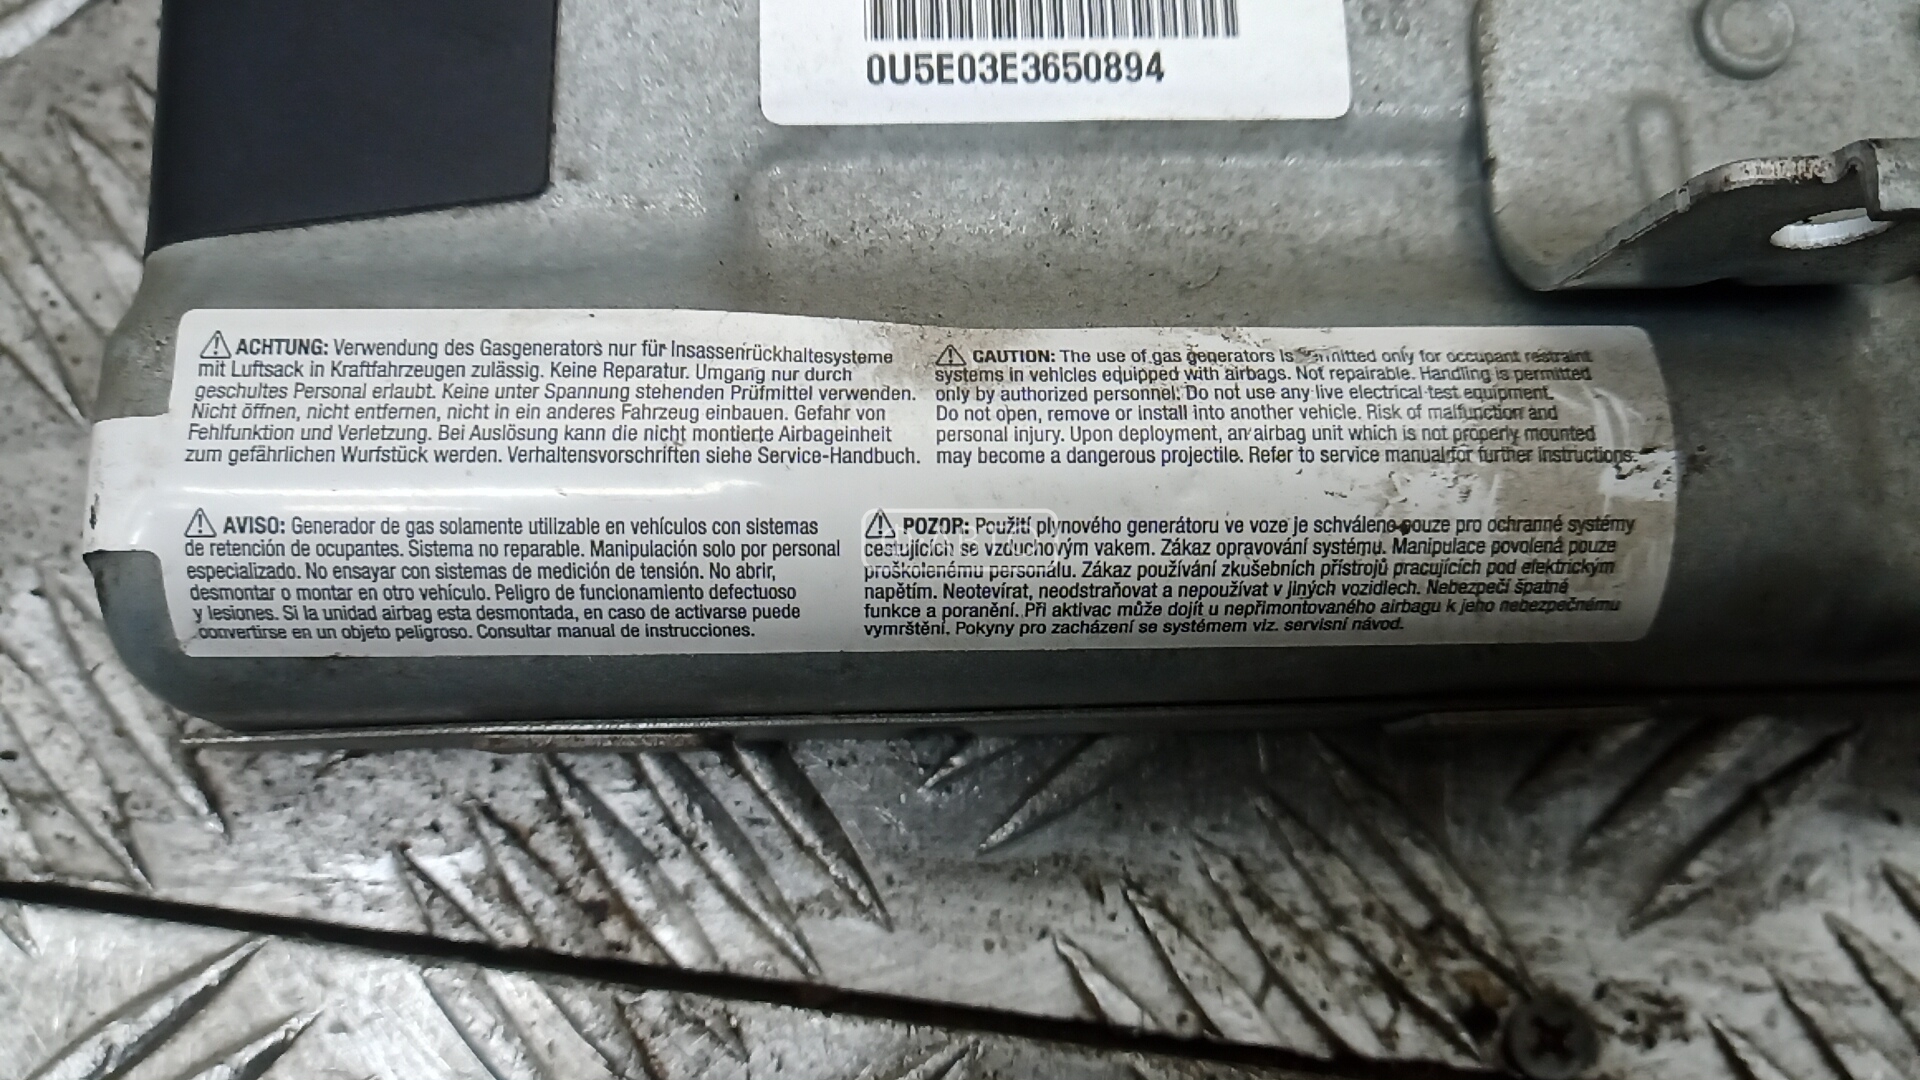 0U5E03E3650894
ACHTUNG: Verwendung des Gasgenerators nur für Insassenrückhaltesysteme
mit Luftsack in Kraftfahrzeugen zulässig. Keine Reparatur. Umgang nur durch
geschultes Personal erlaubt. Keine unter Spannung stehenden Prüfmittel verwenden.
Nicht öffnen, nicht entfernen, nicht in ein anderes Fahrzeug einbauen. Gefahr von
Fehlfunktion und Verletzung. Bei Auslösung kann die nicht montierte Airbageinheit
zum gefährlichen Wurfstück werden. Verhaltensvorschriften siehe Service-Handbuch.
CAUTION: The use of gas generators is permitted only for occupant restraint
systems in vehicles equipped with airbags. Not repairable. Handling is permitted
only by authorized personnel. Do not use any live electrical test equipment.
Do not open, remove or install into another vehicle. Risk of malfunction and
personal injury. Upon deployment, an airbag unit which is not properly mounted
may become a dangerous projectile. Refer to service manual for further instructions.
AVISO: Generador de gas solamente utilizable en vehículos con sistemas
de retención de ocupantes. Sistema no reparable. Manipulación solo por personal
especializado. No ensayar con sistemas de medición de tensión. No abrir,
desmontar o montar en otro vehículo. Peligro de funcionamiento defectuoso
y lesiones. Si la unidad airbag esta desmontada, en caso de activarse puede
convertirse en un objeto peligroso. Consultar manual de instrucciones.
POZOR: Použití plynového generátoru ve voze je schváleno pouze pro ochranné systémy
cestujících se vzduchovým vakem. Zákaz opravování systému. Manipulace povolená pouze
proškolenému personálu. Zákaz používání zkušebních přístrojů pracujících pod elektrickým
napětím. Neotevírat, neodstraňovat a nepoužívat v jiných vozidlech. Nebezpečí špatné
funkce a poranění. Při aktivac může dojít u nepřimontovaného airbagu k jeho nebezpečnému
vymrštění. Pokyny pro zacházení se systémem viz. servisní návod.